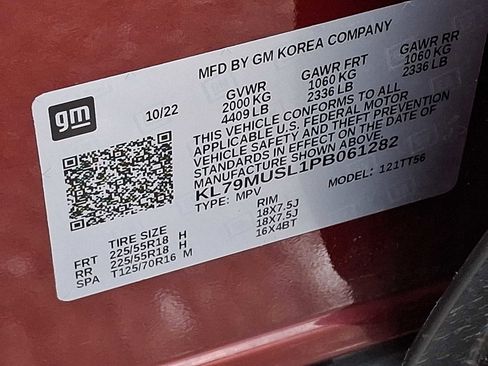 MFD BY GM KOREA COMPANY
gm
10/22
GVWR GAWR FRT GAWR RR
2000 KG 1060 KG 1060 KG
4409 LB 2336 LB 2336 LB
THIS VEHICLE CONFORMS TO ALL
APPLICABLE U.S. FEDERAL MOTOR
VEHICLE SAFETY AND THEFT PREVENTION
STANDARDS IN EFFECT ON THE DATE OF
MANUFACTURE SHOWN ABOVE.
KL79MUSL1PB061282
TYPE: MPV MODEL: 121TT56
TIRE SIZE RIM
FRT 225/55R18 H 18X7.5J
RR 225/55R18 H 18X7.5J
SPA T125/70R16 M 16X4BT